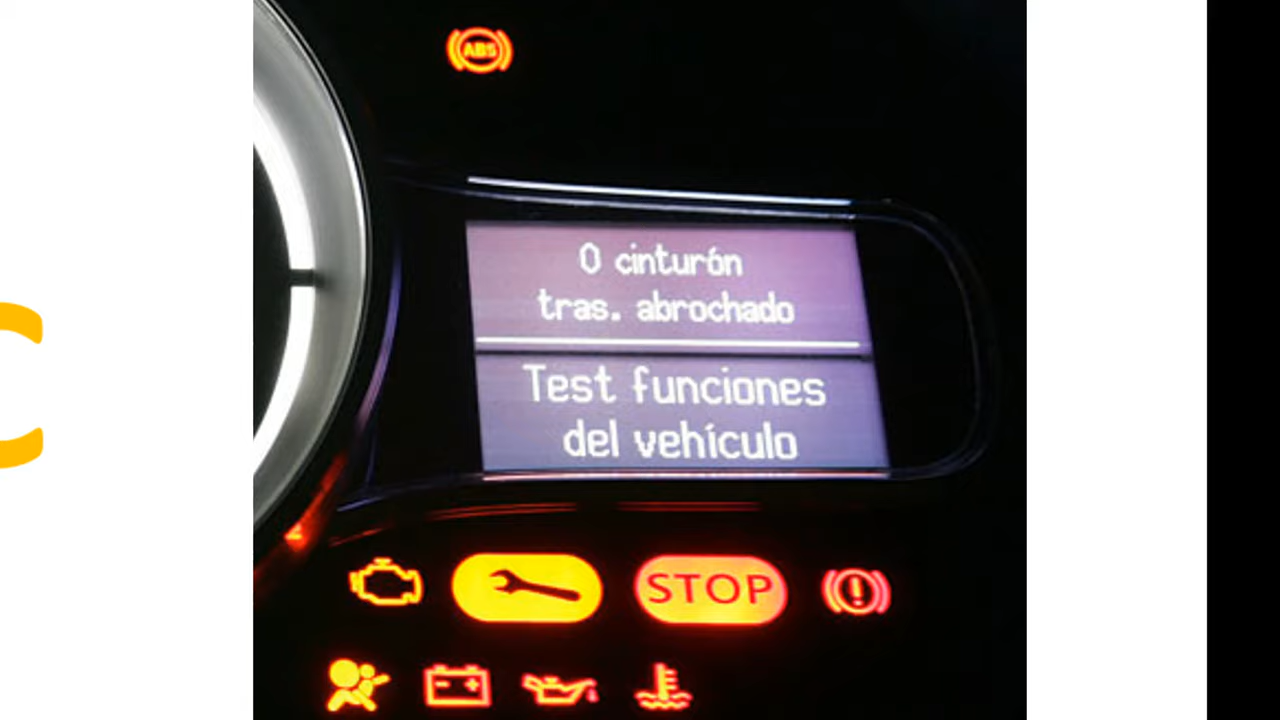 ABS
0 cinturón
tras. abrochado
Test funciones
del vehículo
STOP